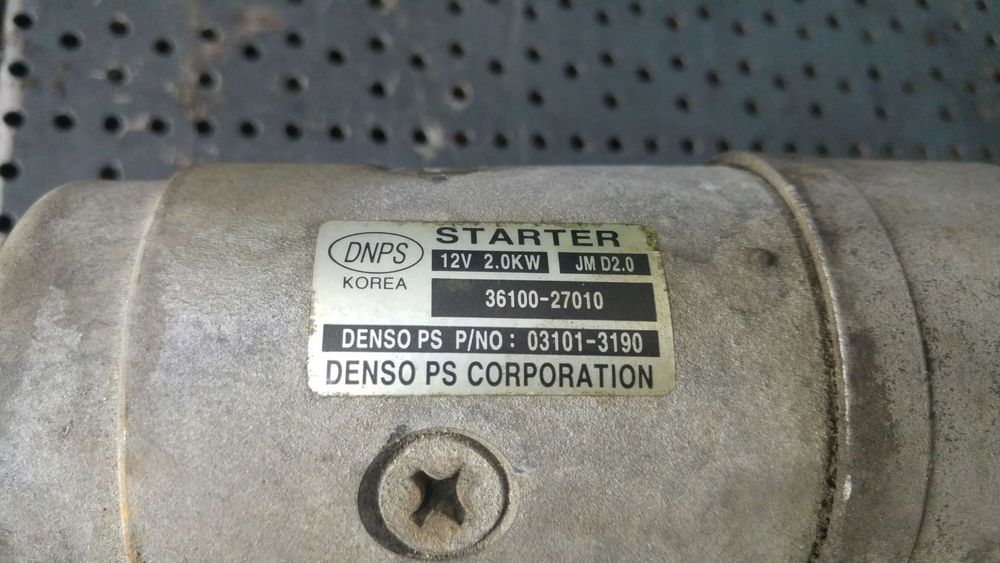 STARTER
DNPS
12V 2.0KW JM D2.0
KOREA
36100-27010
DENSO PS P/NO : 03101-3190
DENSO PS CORPORATION